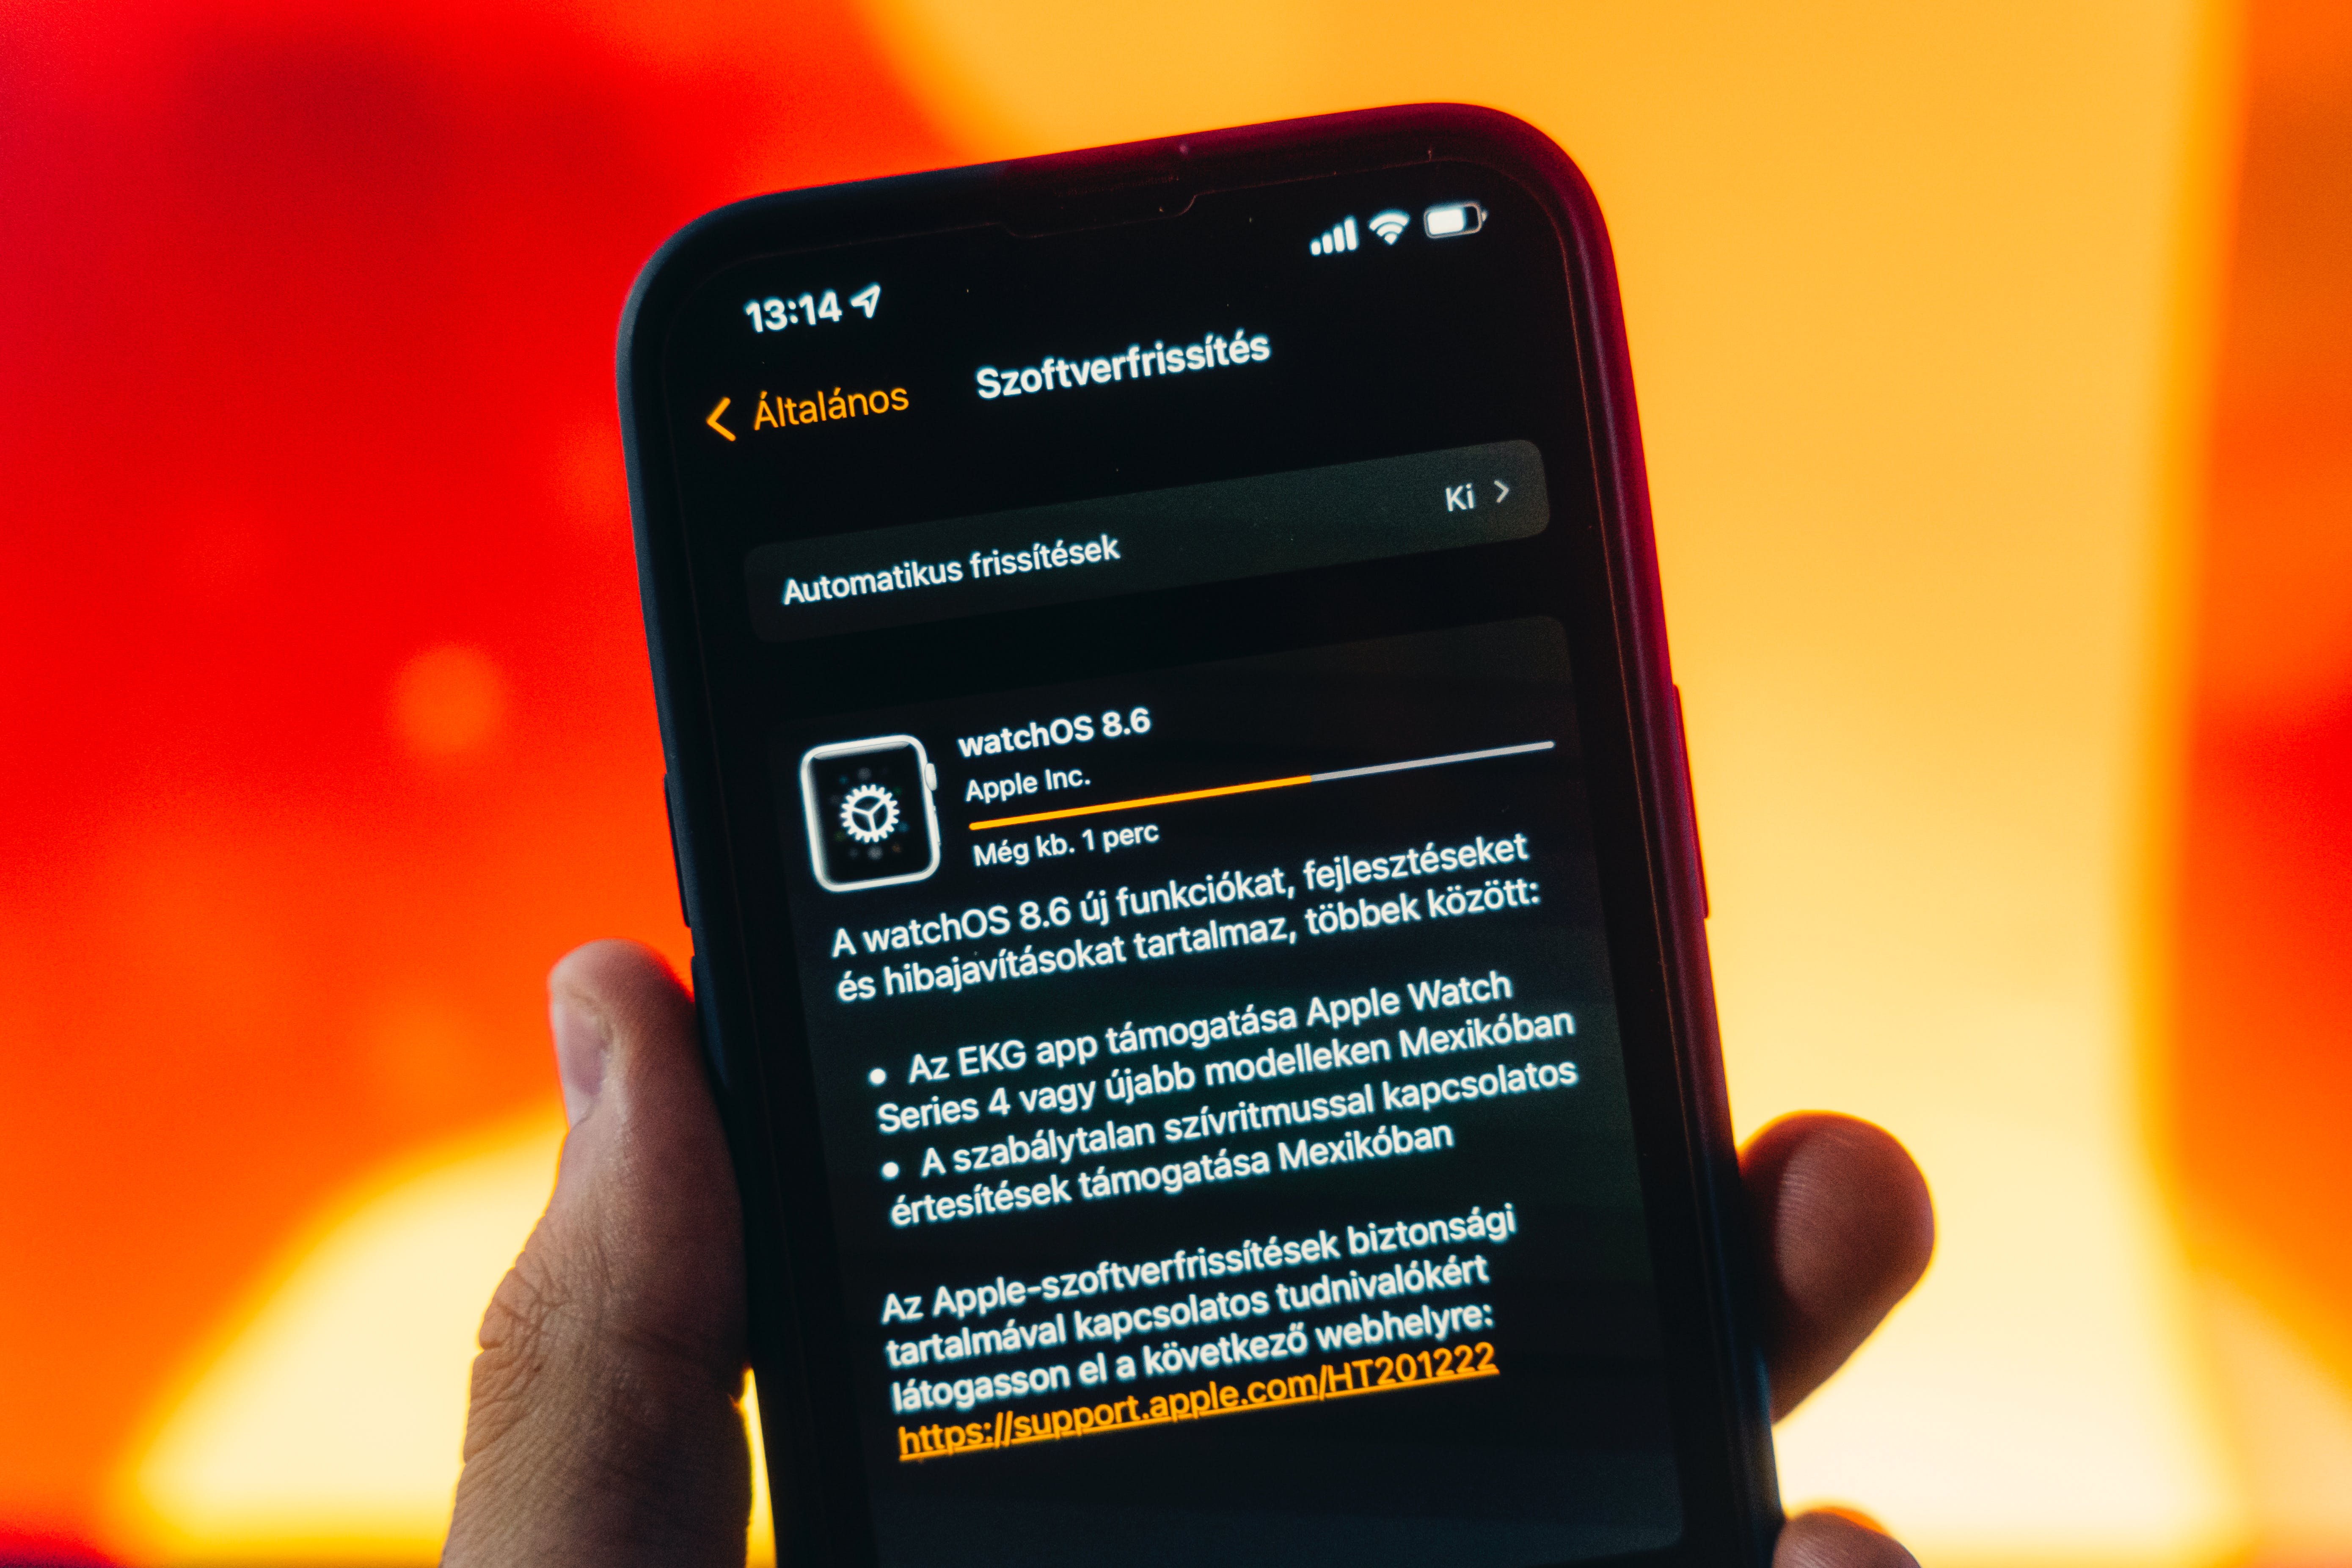 13:14
Általános
Szoftverfrissítés
Automatikus frissítések
Ki
watchOS 8.6
Apple Inc.
Még kb. 1 perc
A watchOS 8.6 új funkciókat, fejlesztéseket
és hibajavításokat tartalmaz, többek között:
• Az EKG app támogatása Apple Watch
Series 4 vagy újabb modelleken Mexikóban
• A szabálytalan szívritmussal kapcsolatos
értesítések támogatása Mexikóban
Az Apple-szoftverfrissítések biztonsági
tartalmával kapcsolatos tudnivalókért
látogasson el a következő webhelyre:
https://support.apple.com/HT201222